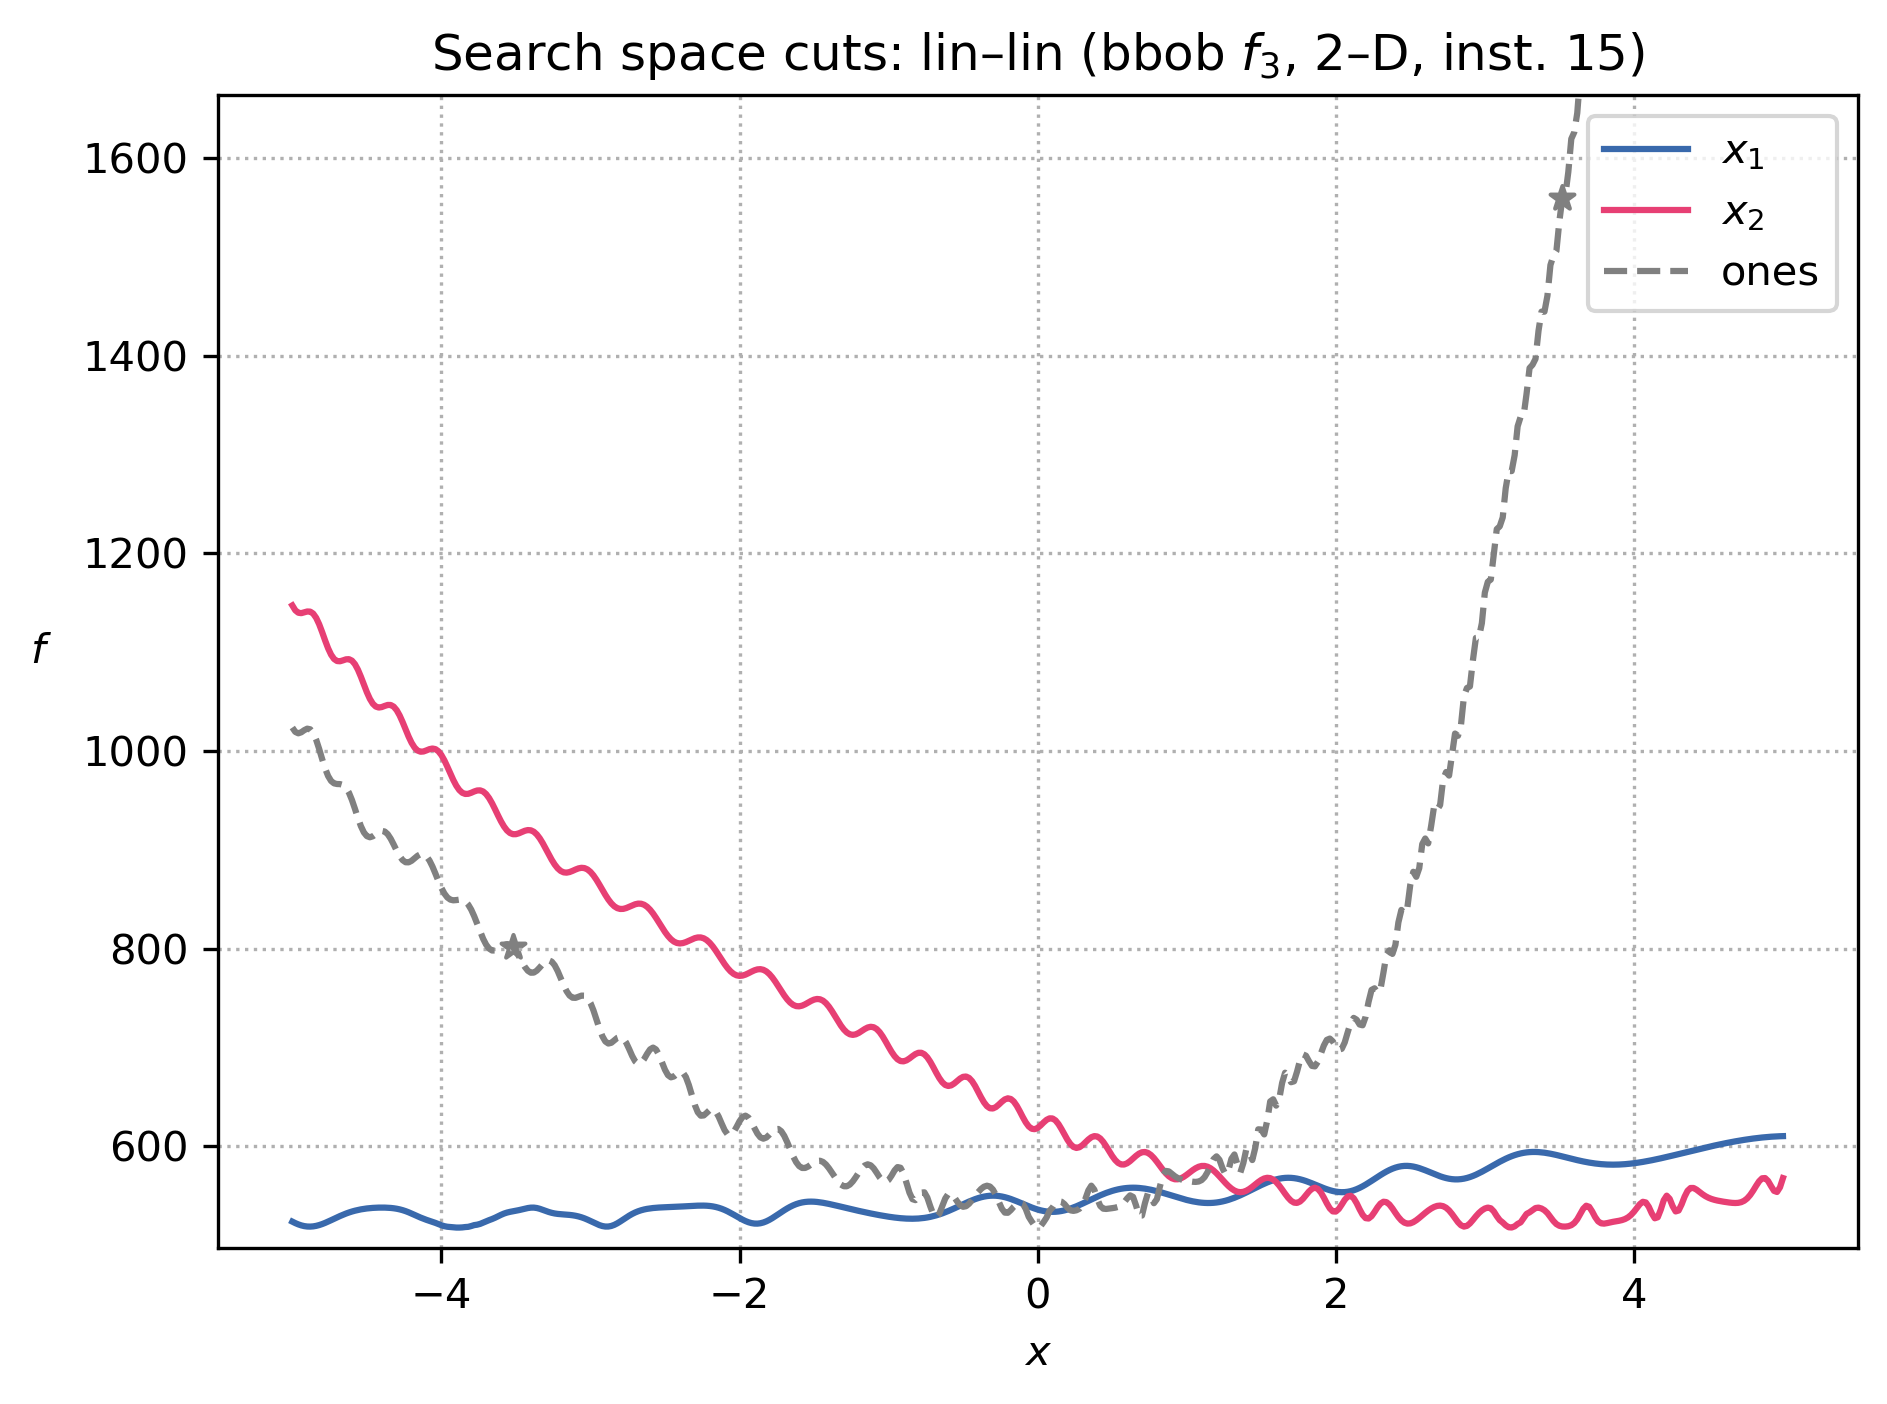 Search space cuts: lin–lin (bbob f₃, 2–D, inst. 15)
x₁
x₂
ones
1600
1400
1200
1000
800
600
f
−4
−2
0
2
4
x